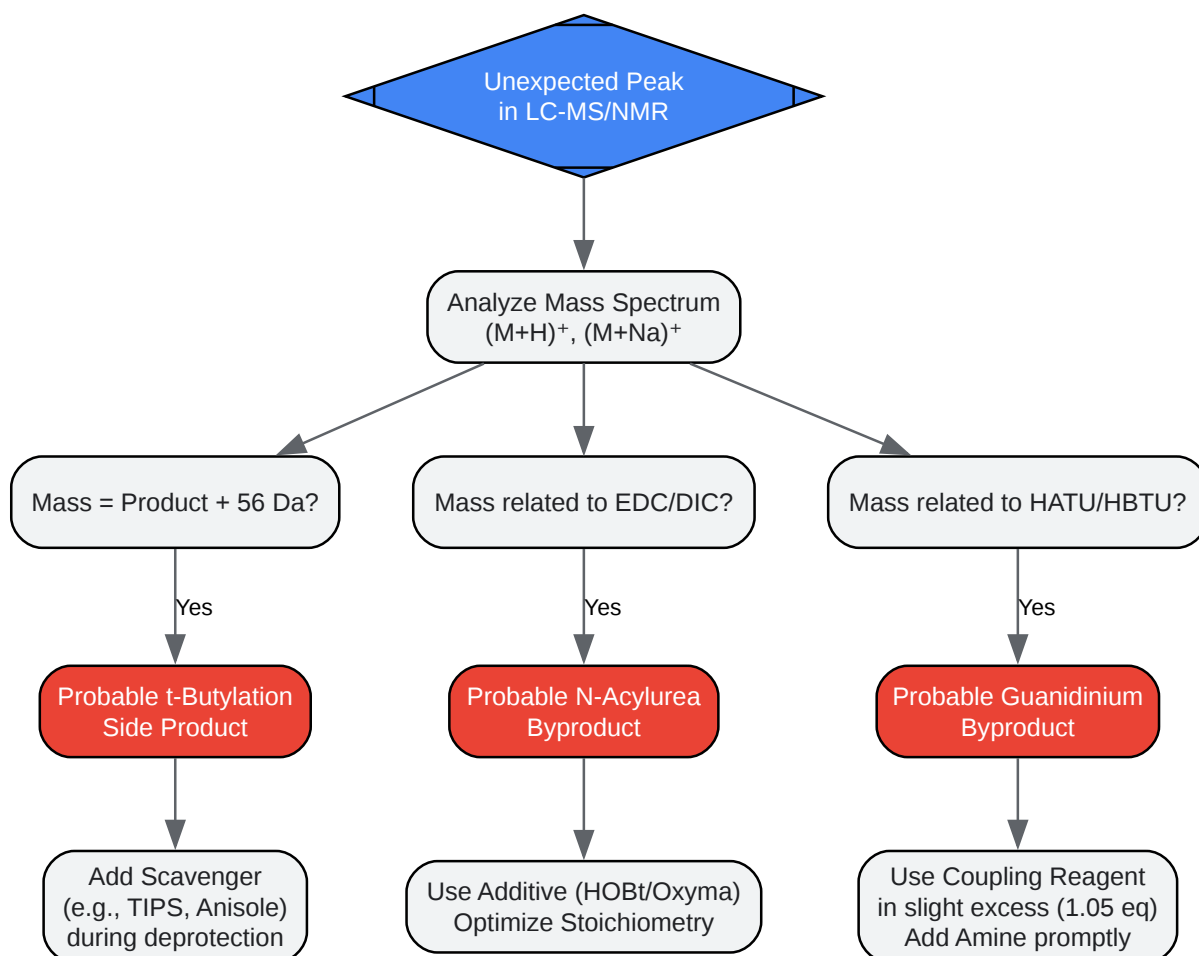 Unexpected Peak
in LC-MS/NMR
Analyze Mass Spectrum
(M+H)⁺, (M+Na)⁺
Mass = Product + 56 Da?
Mass related to EDC/DIC?
Mass related to HATU/HBTU?
Yes
Yes
Yes
Probable t-Butylation
Side Product
Probable N-Acylurea
Byproduct
Probable Guanidinium
Byproduct
Add Scavenger
(e.g., TIPS, Anisole)
during deprotection
Use Additive (HOBt/Oxyma)
Optimize Stoichiometry
Use Coupling Reagent
in slight excess (1.05 eq)
Add Amine promptly